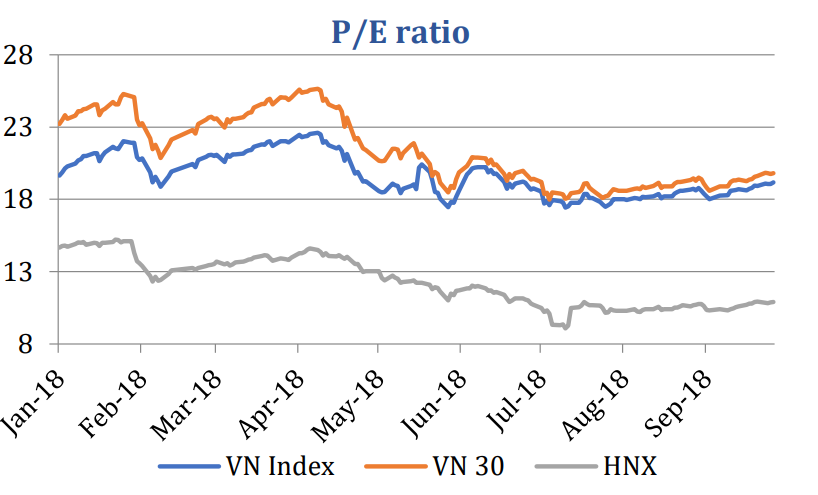 P/E ratio
28
23
18
13
8
Jan-18 Feb-18 Mar-18 Apr-18 May-18 Jun-18 Jul-18 Aug-18 Sep-18
VN Index VN 30 HNX